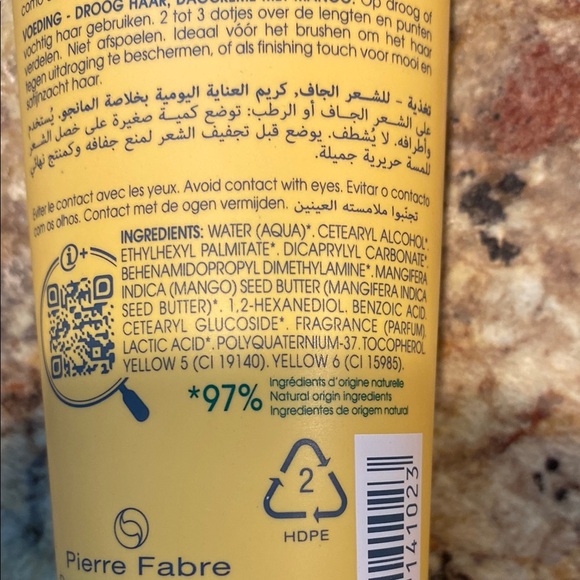 VOEDING - DROOG HAAR, DAGCRÈME MET MANGO. Op droog of
vochtig haar gebruiken. 2 tot 3 dotjes over de lengten en punten
verdelen. Niet afspoelen. Ideaal vóór het brushen om het haar
tegen uitdroging te beschermen, of als finishing touch voor mooi en
satijnzacht haar.
تغذية - للشعر الجاف, كريم العناية اليومية بخلاصة المانجو. يُستخدم
على الشعر الجاف أو الرطب: توضع كمية صغيرة على خصل الشعر
وأطرافه. لا يُشطف. يوضع قبل تجفيف الشعر لمنع جفافه وكمنتج نهائي
للمسة حريرية جميلة.
Eviter le contact avec les yeux. Avoid contact with eyes. Evitar o contacto
com os olhos. Contact met de ogen vermijden. تجنّبوا ملامسته العينين
INGREDIENTS: WATER (AQUA)*. CETEARYL ALCOHOL*.
ETHYLHEXYL PALMITATE*. DICAPRYLYL CARBONATE*.
BEHENAMIDOPROPYL DIMETHYLAMINE*. MANGIFERA
INDICA (MANGO) SEED BUTTER (MANGIFERA INDICA
SEED BUTTER)*. 1,2-HEXANEDIOL. BENZOIC ACID.
CETEARYL GLUCOSIDE*. FRAGRANCE (PARFUM).
LACTIC ACID*. POLYQUATERNIUM-37. TOCOPHEROL.
YELLOW 5 (CI 19140). YELLOW 6 (CI 15985).
i+
*97%
Ingrédients d'origine naturelle
Natural origin ingredients
Ingredientes de origem natural
2
HDPE
Pierre Fabre
141023